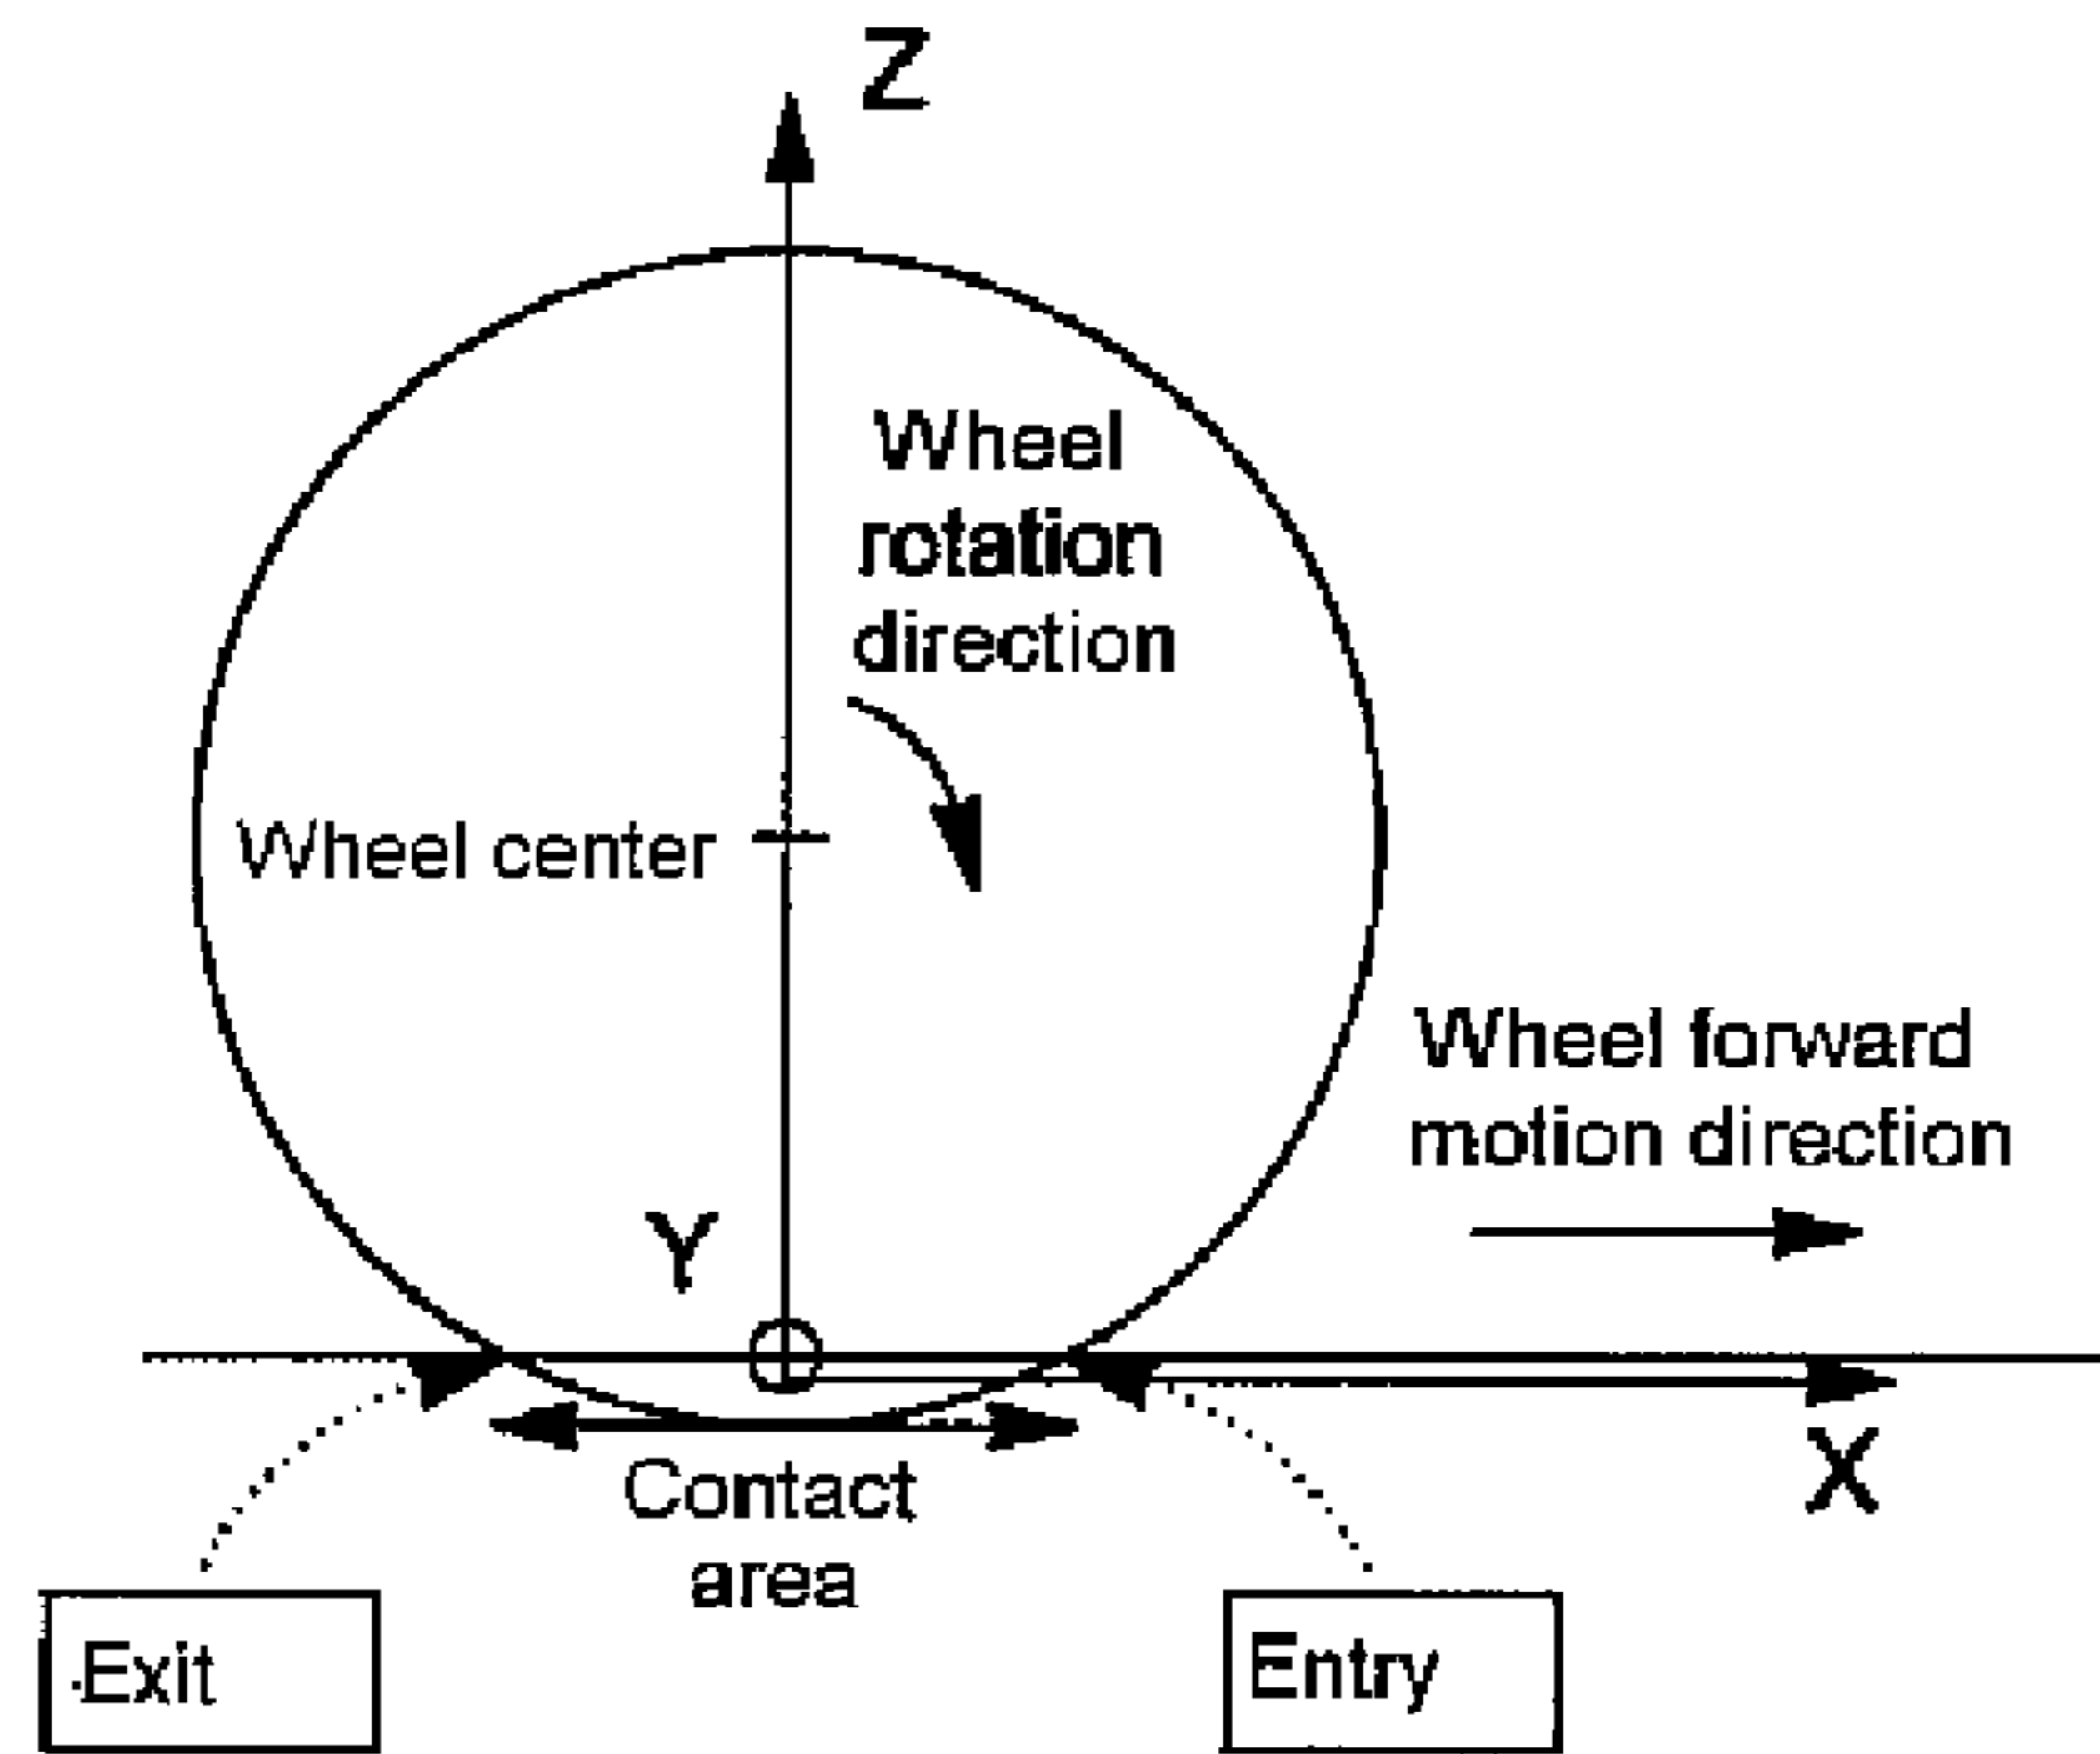 Z
Wheel
rotation
direction
Wheel center
Wheel forward
motion direction
Y
X
Contact
area
.Exit
Entry